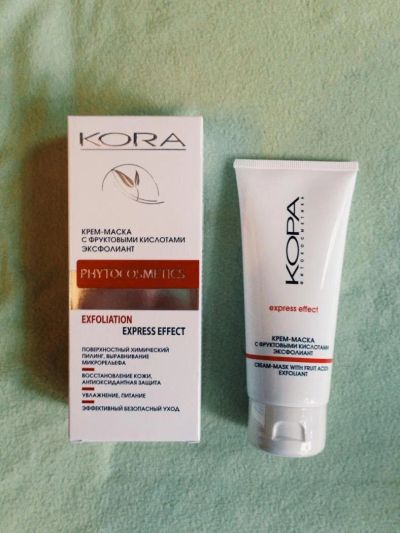 KORA
КРЕМ-МАСКА
С ФРУКТОВЫМИ КИСЛОТАМИ
ЭКСФОЛИАНТ
PHYTOCOSMETICS
EXFOLIATION
EXPRESS EFFECT
ПОВЕРХНОСТНЫЙ ХИМИЧЕСКИЙ
ПИЛИНГ, ВЫРАВНИВАНИЕ
МИКРОРЕЛЬЕФА
ВОССТАНОВЛЕНИЕ КОЖИ,
АНТИОКСИДАНТНАЯ ЗАЩИТА
УВЛАЖНЕНИЕ, ПИТАНИЕ
ЭФФЕКТИВНЫЙ БЕЗОПАСНЫЙ УХОД
КОРА
ФИТОКОСМЕТИКА
express effect
КРЕМ-МАСКА
С ФРУКТОВЫМИ КИСЛОТАМИ
ЭКСФОЛИАНТ
CREAM-MASK WITH FRUIT ACIDS
EXFOLIANT